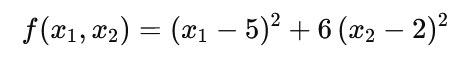 f(x₁, x₂) = (x₁ − 5)² + 6 (x₂ − 2)²